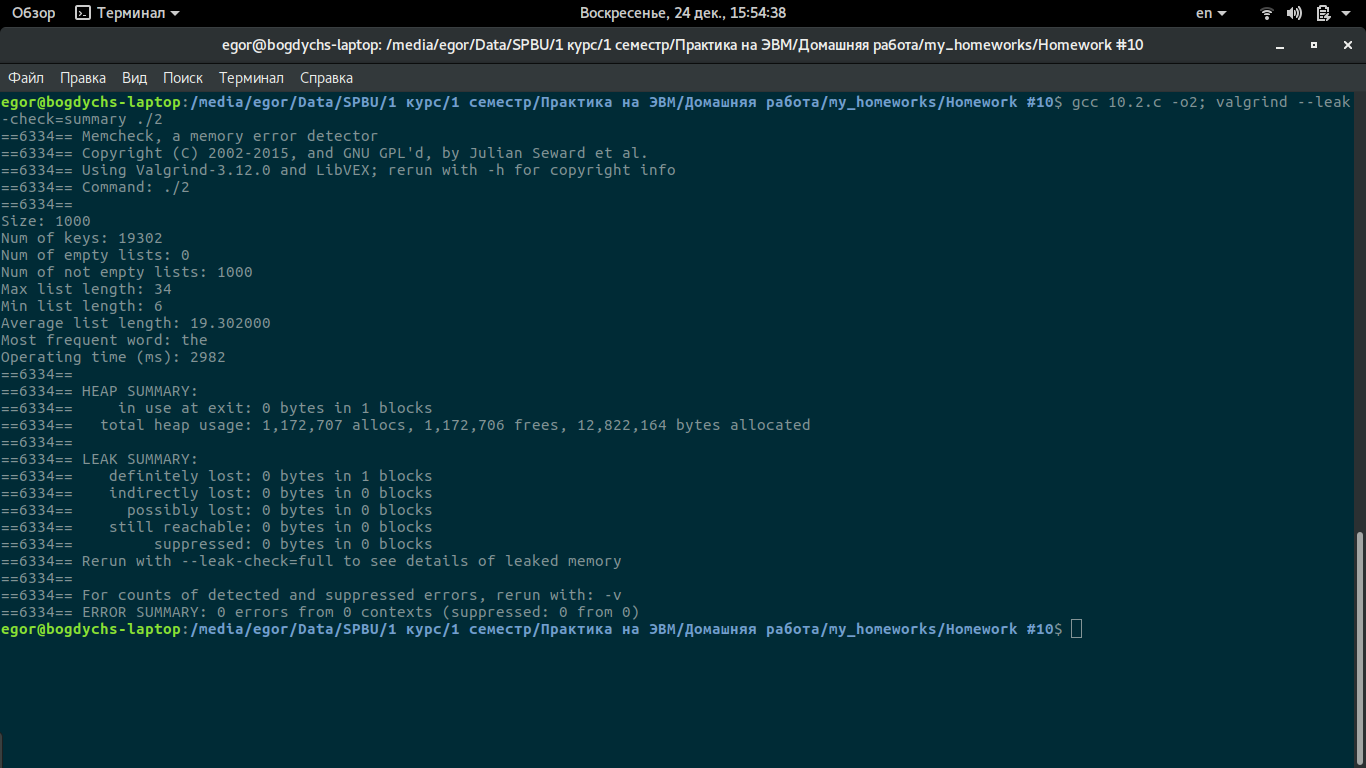 Обзор Терминал Воскресенье, 24 дек., 15:54:38 en
egor@bogdychs-laptop: /media/egor/Data/SPBU/1 курс/1 семестр/Практика на ЭВМ/Домашняя работа/my_homeworks/Homework #10
Файл Правка Вид Поиск Терминал Справка
egor@bogdychs-laptop:/media/egor/Data/SPBU/1 курс/1 семестр/Практика на ЭВМ/Домашняя работа/my_homeworks/Homework #10$ gcc 10.2.c -o2; valgrind --leak
-check=summary ./2
==6334== Memcheck, a memory error detector
==6334== Copyright (C) 2002-2015, and GNU GPL'd, by Julian Seward et al.
==6334== Using Valgrind-3.12.0 and LibVEX; rerun with -h for copyright info
==6334== Command: ./2
==6334==
Size: 1000
Num of keys: 19302
Num of empty lists: 0
Num of not empty lists: 1000
Max list length: 34
Min list length: 6
Average list length: 19.302000
Most frequent word: the
Operating time (ms): 2982
==6334==
==6334== HEAP SUMMARY:
==6334==     in use at exit: 0 bytes in 1 blocks
==6334==   total heap usage: 1,172,707 allocs, 1,172,706 frees, 12,822,164 bytes allocated
==6334==
==6334== LEAK SUMMARY:
==6334==    definitely lost: 0 bytes in 1 blocks
==6334==    indirectly lost: 0 bytes in 0 blocks
==6334==      possibly lost: 0 bytes in 0 blocks
==6334==    still reachable: 0 bytes in 0 blocks
==6334==         suppressed: 0 bytes in 0 blocks
==6334== Rerun with --leak-check=full to see details of leaked memory
==6334==
==6334== For counts of detected and suppressed errors, rerun with: -v
==6334== ERROR SUMMARY: 0 errors from 0 contexts (suppressed: 0 from 0)
egor@bogdychs-laptop:/media/egor/Data/SPBU/1 курс/1 семестр/Практика на ЭВМ/Домашняя работа/my_homeworks/Homework #10$